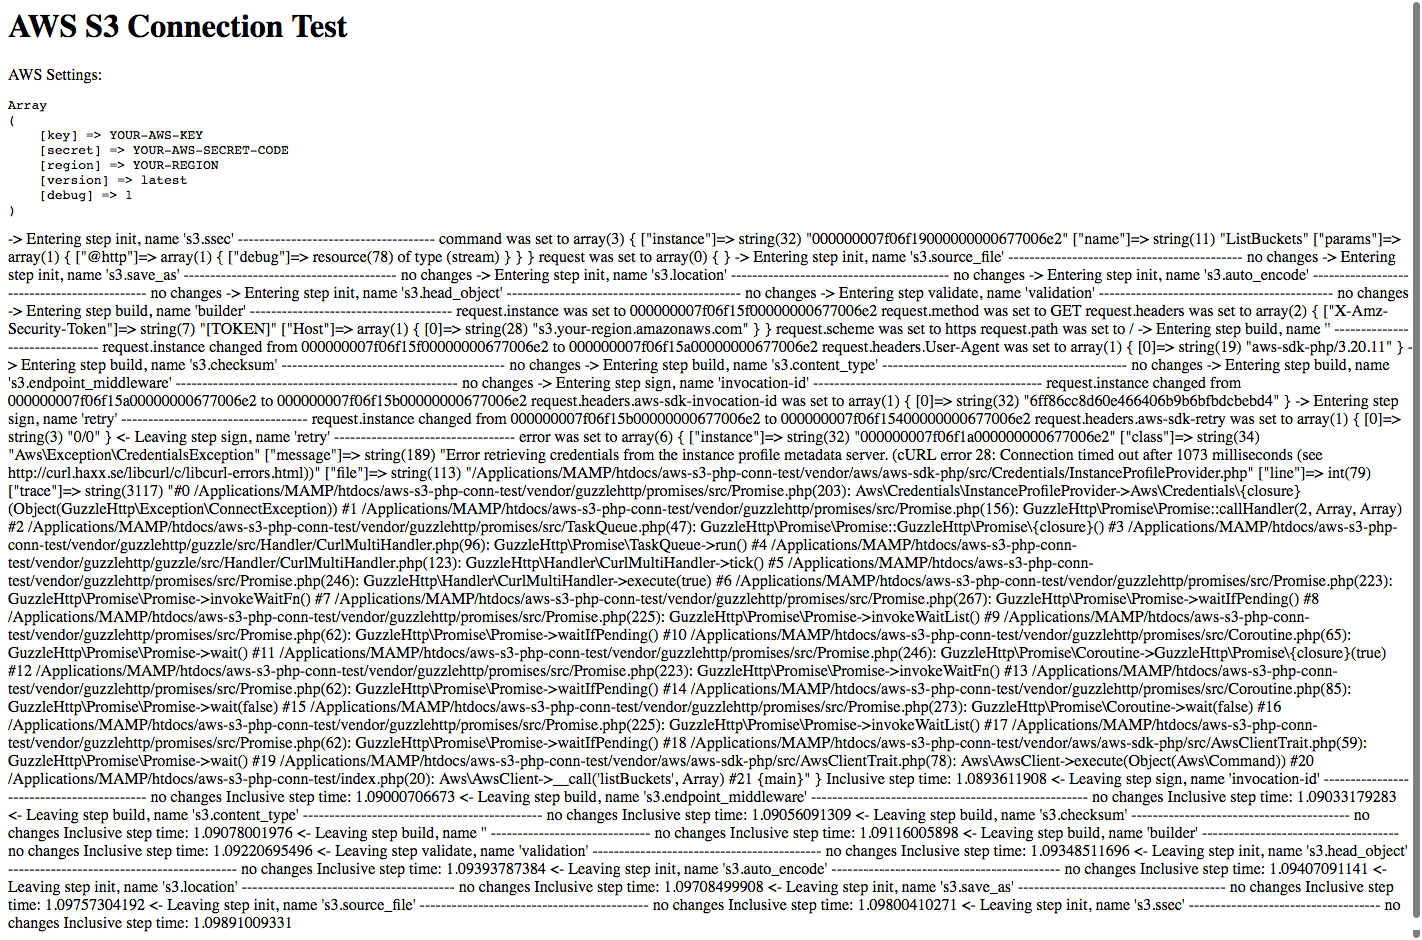 AWS S3 Connection Test
AWS Settings:
Array
(
[key] => YOUR-AWS-KEY
[secret] => YOUR-AWS-SECRET-CODE
[region] => YOUR-REGION
[version] => latest
[debug] => 1
)
-> Entering step init, name 's3.ssec' ------------------------------------- command was set to array(3) { ["instance"]=> string(32) "000000007f06f19000000000677006e2" ["name"]=> string(11) "ListBuckets" ["params"]=>
array(1) { ["@http"]=> array(1) { ["debug"]=> resource(78) of type (stream) } } } request was set to array(0) { } -> Entering step init, name 's3.source_file' -------------------------------------------- no changes -> Entering
step init, name 's3.save_as' ---------------------------------------- no changes -> Entering step init, name 's3.location' ----------------------------------------- no changes -> Entering step init, name 's3.auto_encode' ------------------
------------------------- no changes -> Entering step init, name 's3.head_object' -------------------------------------------- no changes -> Entering step validate, name 'validation' -------------------------------------------- no changes
-> Entering step build, name 'builder' -------------------------------------- request.instance was set to 000000007f06f15f00000000677006e2 request.method was set to GET request.headers was set to array(2) { ["X-Amz-
Security-Token"]=> string(7) "[TOKEN]" ["Host"]=> array(1) { [0]=> string(28) "s3.your-region.amazonaws.com" } } request.scheme was set to https request.path was set to / -> Entering step build, name '' --------------
----------------- request.instance changed from 000000007f06f15f00000000677006e2 to 000000007f06f15a00000000677006e2 request.headers.User-Agent was set to array(1) { [0]=> string(19) "aws-sdk-php/3.20.11" } -
> Entering step build, name 's3.checksum' ------------------------------------------ no changes -> Entering step build, name 's3.content_type' ---------------------------------------------- no changes -> Entering step build, name
's3.endpoint_middleware' ----------------------------------------------------- no changes -> Entering step sign, name 'invocation-id' ------------------------------------------- request.instance changed from
000000007f06f15a00000000677006e2 to 000000007f06f15b00000000677006e2 request.headers.aws-sdk-invocation-id was set to array(1) { [0]=> string(32) "6ff86cc8d60e466406b9b6bfbdcbebd4" } -> Entering step
sign, name 'retry' ----------------------------------- request.instance changed from 000000007f06f15b00000000677006e2 to 000000007f06f15400000000677006e2 request.headers.aws-sdk-retry was set to array(1) { [0]=>
string(3) "0/0" } <- Leaving step sign, name 'retry' ---------------------------------- error was set to array(6) { ["instance"]=> string(32) "000000007f06f1a000000000677006e2" ["class"]=> string(34)
"Aws\Exception\CredentialsException" ["message"]=> string(189) "Error retrieving credentials from the instance profile metadata server. (cURL error 28: Connection timed out after 1073 milliseconds (see
http://curl.haxx.se/libcurl/c/libcurl-errors.html))" ["file"]=> string(113) "/Applications/MAMP/htdocs/aws-s3-php-conn-test/vendor/aws/aws-sdk-php/src/Credentials/InstanceProfileProvider.php" ["line"]=> int(79)
["trace"]=> string(3117) "#0 /Applications/MAMP/htdocs/aws-s3-php-conn-test/vendor/guzzlehttp/promises/src/Promise.php(203): Aws\Credentials\InstanceProfileProvider->Aws\Credentials\{closure}
(Object(GuzzleHttp\Exception\ConnectException)) #1 /Applications/MAMP/htdocs/aws-s3-php-conn-test/vendor/guzzlehttp/promises/src/Promise.php(156): GuzzleHttp\Promise\Promise::callHandler(2, Array, Array)
#2 /Applications/MAMP/htdocs/aws-s3-php-conn-test/vendor/guzzlehttp/promises/src/TaskQueue.php(47): GuzzleHttp\Promise\Promise::GuzzleHttp\Promise\{closure}() #3 /Applications/MAMP/htdocs/aws-s3-php-
conn-test/vendor/guzzlehttp/guzzle/src/Handler/CurlMultiHandler.php(96): GuzzleHttp\Promise\TaskQueue->run() #4 /Applications/MAMP/htdocs/aws-s3-php-conn-
test/vendor/guzzlehttp/guzzle/src/Handler/CurlMultiHandler.php(123): GuzzleHttp\Handler\CurlMultiHandler->tick() #5 /Applications/MAMP/htdocs/aws-s3-php-conn-
test/vendor/guzzlehttp/promises/src/Promise.php(246): GuzzleHttp\Handler\CurlMultiHandler->execute(true) #6 /Applications/MAMP/htdocs/aws-s3-php-conn-test/vendor/guzzlehttp/promises/src/Promise.php(223):
GuzzleHttp\Promise\Promise->invokeWaitFn() #7 /Applications/MAMP/htdocs/aws-s3-php-conn-test/vendor/guzzlehttp/promises/src/Promise.php(267): GuzzleHttp\Promise\Promise->waitIfPending() #8
/Applications/MAMP/htdocs/aws-s3-php-conn-test/vendor/guzzlehttp/promises/src/Promise.php(225): GuzzleHttp\Promise\Promise->invokeWaitList() #9 /Applications/MAMP/htdocs/aws-s3-php-conn-
test/vendor/guzzlehttp/promises/src/Promise.php(62): GuzzleHttp\Promise\Promise->waitIfPending() #10 /Applications/MAMP/htdocs/aws-s3-php-conn-test/vendor/guzzlehttp/promises/src/Coroutine.php(65):
GuzzleHttp\Promise\Promise->wait() #11 /Applications/MAMP/htdocs/aws-s3-php-conn-test/vendor/guzzlehttp/promises/src/Promise.php(246): GuzzleHttp\Promise\Coroutine->GuzzleHttp\Promise\{closure}(true)
#12 /Applications/MAMP/htdocs/aws-s3-php-conn-test/vendor/guzzlehttp/promises/src/Promise.php(223): GuzzleHttp\Promise\Promise->invokeWaitFn() #13 /Applications/MAMP/htdocs/aws-s3-php-conn-
test/vendor/guzzlehttp/promises/src/Promise.php(62): GuzzleHttp\Promise\Promise->waitIfPending() #14 /Applications/MAMP/htdocs/aws-s3-php-conn-test/vendor/guzzlehttp/promises/src/Coroutine.php(85):
GuzzleHttp\Promise\Promise->wait(false) #15 /Applications/MAMP/htdocs/aws-s3-php-conn-test/vendor/guzzlehttp/promises/src/Promise.php(273): GuzzleHttp\Promise\Coroutine->wait(false) #16
/Applications/MAMP/htdocs/aws-s3-php-conn-test/vendor/guzzlehttp/promises/src/Promise.php(225): GuzzleHttp\Promise\Promise->invokeWaitList() #17 /Applications/MAMP/htdocs/aws-s3-php-conn-
test/vendor/guzzlehttp/promises/src/Promise.php(62): GuzzleHttp\Promise\Promise->waitIfPending() #18 /Applications/MAMP/htdocs/aws-s3-php-conn-test/vendor/aws/aws-sdk-php/src/AwsClientTrait.php(59):
GuzzleHttp\Promise\Promise->wait() #19 /Applications/MAMP/htdocs/aws-s3-php-conn-test/vendor/aws/aws-sdk-php/src/AwsClientTrait.php(78): Aws\AwsClient->execute(Object(Aws\Command)) #20
/Applications/MAMP/htdocs/aws-s3-php-conn-test/index.php(20): Aws\AwsClient->__call('listBuckets', Array) #21 {main}" } Inclusive step time: 1.0893611908 <- Leaving step sign, name 'invocation-id' -----------------
-------------------------- no changes Inclusive step time: 1.09000706673 <- Leaving step build, name 's3.endpoint_middleware' ---------------------------------------------------- no changes Inclusive step time: 1.09033179283
<- Leaving step build, name 's3.content_type' --------------------------------------------- no changes Inclusive step time: 1.09056091309 <- Leaving step build, name 's3.checksum' ----------------------------------------- no
changes Inclusive step time: 1.09078001976 <- Leaving step build, name '' ------------------------------ no changes Inclusive step time: 1.09116005898 <- Leaving step build, name 'builder' -------------------------------------
no changes Inclusive step time: 1.09220695496 <- Leaving step validate, name 'validation' ------------------------------------------- no changes Inclusive step time: 1.09348511696 <- Leaving step init, name 's3.head_object'
------------------------------------------- no changes Inclusive step time: 1.09393787384 <- Leaving step init, name 's3.auto_encode' ------------------------------------------- no changes Inclusive step time: 1.09407091141 <-
Leaving step init, name 's3.location' ---------------------------------------- no changes Inclusive step time: 1.09708499908 <- Leaving step init, name 's3.save_as' --------------------------------------- no changes Inclusive step
time: 1.09757304192 <- Leaving step init, name 's3.source_file' ------------------------------------------- no changes Inclusive step time: 1.09800410271 <- Leaving step init, name 's3.ssec' ------------------------------------ no
changes Inclusive step time: 1.09891009331